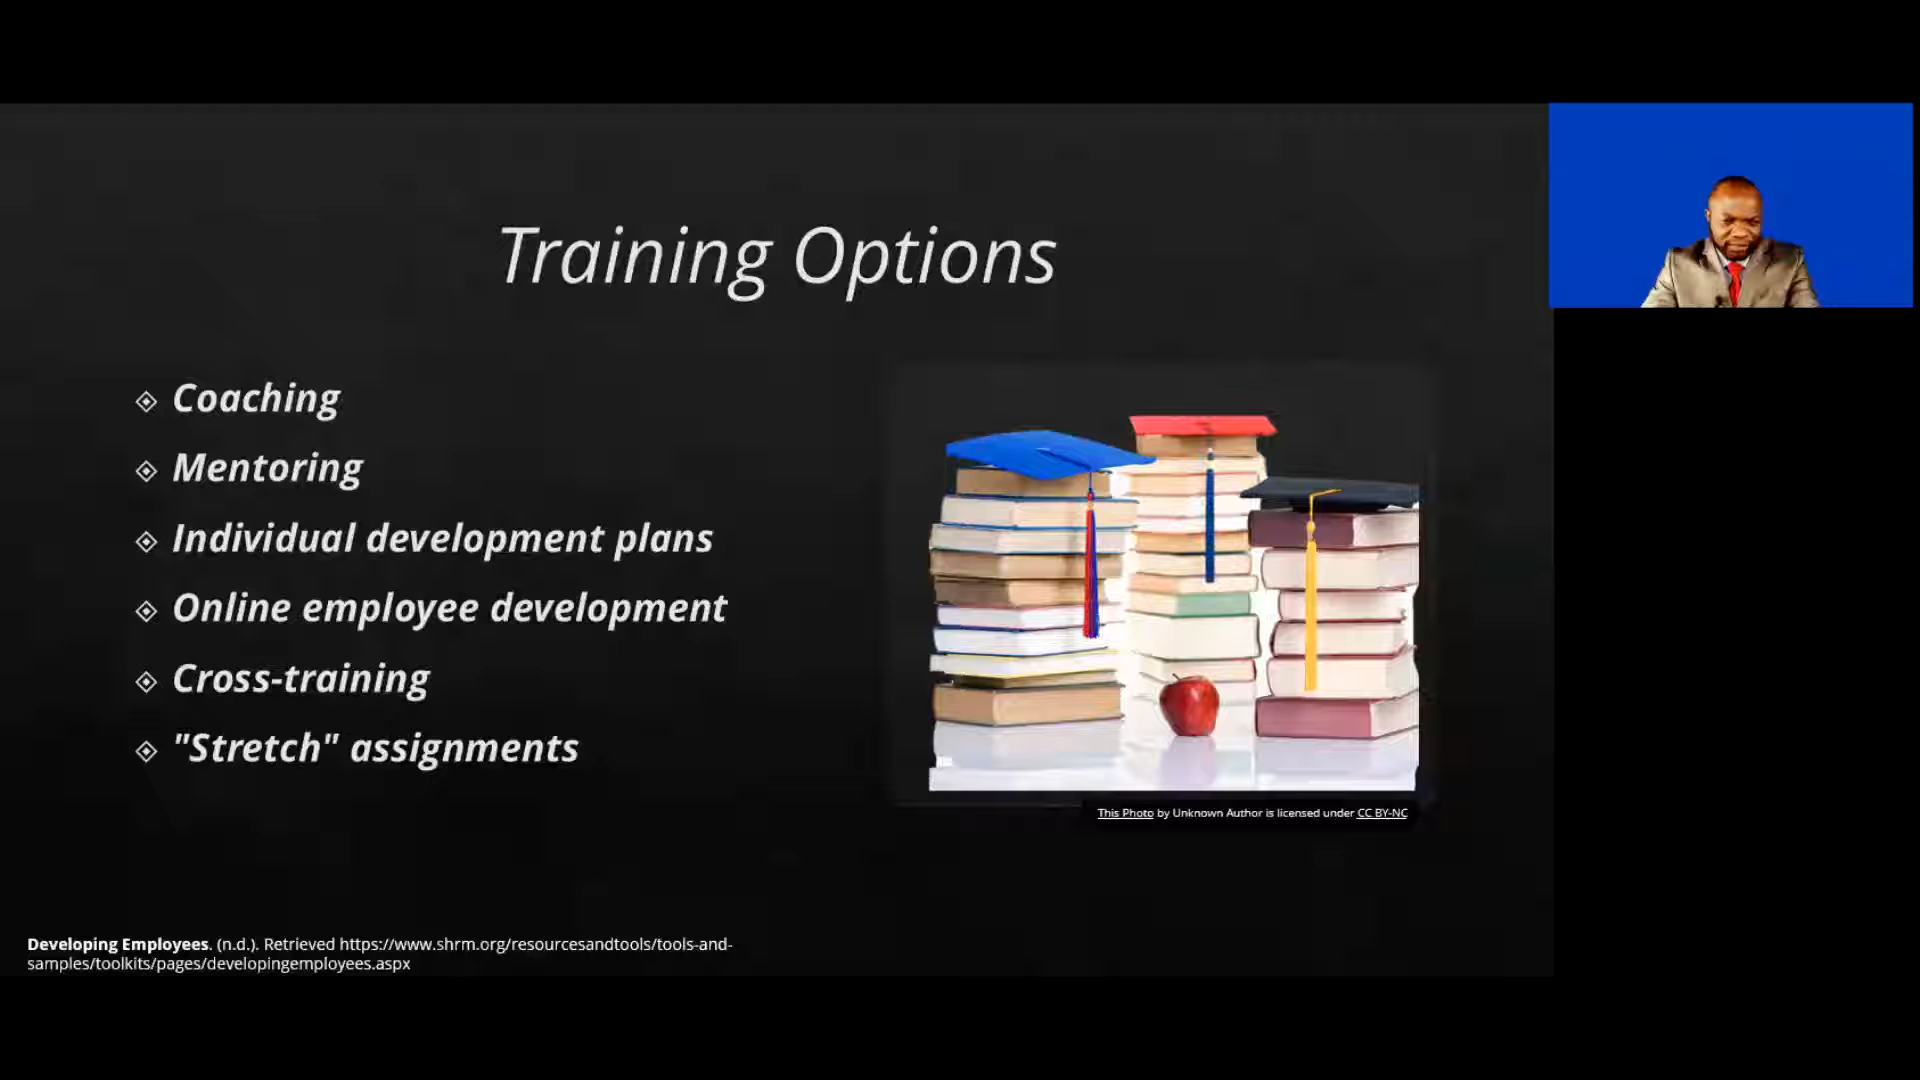 Training Options
Coaching
Mentoring
Individual development plans
Online employee development
Cross-training
"Stretch" assignments
This Photo by Unknown Author is licensed under CC BY-NC
Developing Employees. (n.d.). Retrieved https://www.shrm.org/resourcesandtools/tools-and-
samples/toolkits/pages/developingemployees.aspx